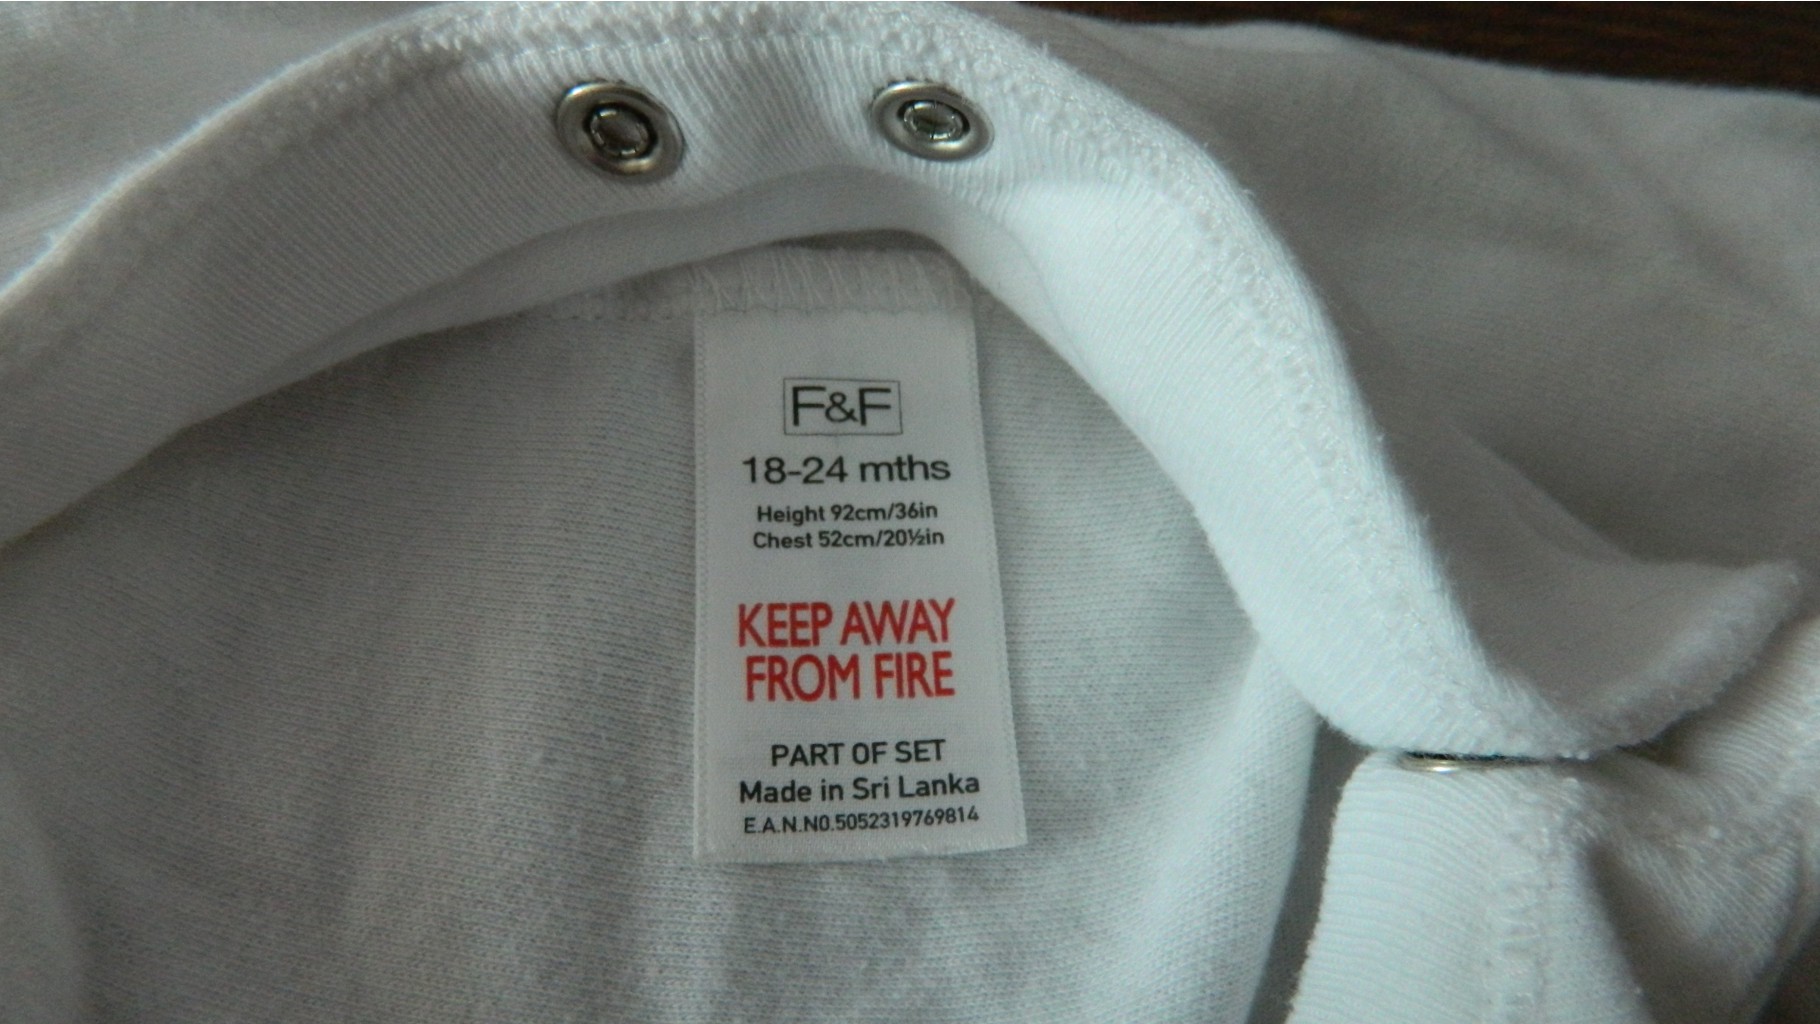 F&F
18-24 mths
Height 92cm/36in
Chest 52cm/20½in
KEEP AWAY
FROM FIRE
PART OF SET
Made in Sri Lanka
E.A.N.NO.5052319769814